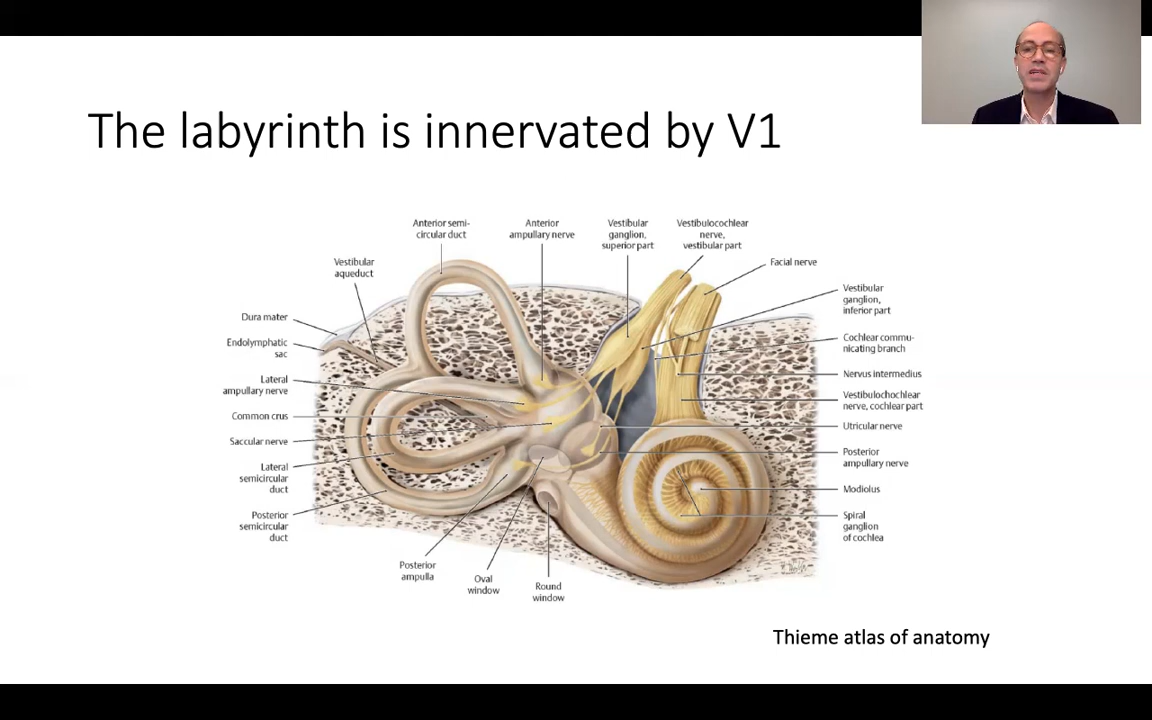 The labyrinth is innervated by V1
Anterior semi-
circular duct
Anterior
ampullary nerve
Vestibular
ganglion,
superior part
Vestibulocochlear
nerve,
vestibular part
Facial nerve
Vestibular
aqueduct
Vestibular
ganglion,
inferior part
Dura mater
Endolymphatic
sac
Cochlear commu-
nicating branch
Lateral
ampullary nerve
Nervus intermedius
Common crus
Vestibulochochlear
nerve, cochlear part
Saccular nerve
Utricular nerve
Lateral
semicircular
duct
Posterior
ampullary nerve
Modiolus
Posterior
semicircular
duct
Spiral
ganglion
of cochlea
Posterior
ampulla
Oval
window
Round
window
Thieme atlas of anatomy